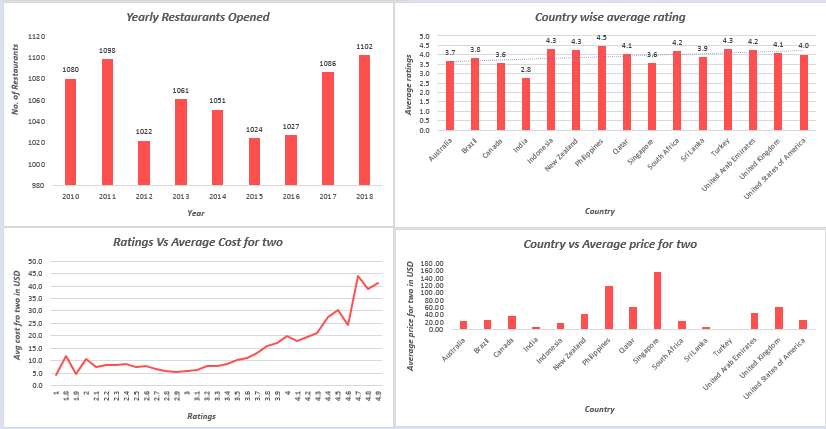 Yearly Restaurants Opened
No. of Restaurants
1120
1100
1080
1060
1040
1020
1000
980
1080
1098
1022
1061
1051
1024
1027
1086
1102
2010 2011 2012 2013 2014 2015 2016 2017 2018
Year
Country wise average rating
Average ratings
5.0
4.5
4.0
3.5
3.0
2.5
2.0
1.5
1.0
0.5
0.0
3.7 3.8 3.6 2.8 4.3 4.3 4.5 4.1 3.6 4.2 3.9 4.3 4.2 4.1 4.0
Australia
Brazil
Canada
India
Indonesia
New Zealand
Philippines
Qatar
Singapore
South Africa
Sri Lanka
Turkey
United Arab Emirates
United Kingdom
United States of America
Country
Ratings Vs Average Cost for two
Avg cost fro two in USD
50.0
45.0
40.0
35.0
30.0
25.0
20.0
15.0
10.0
5.0
0.0
1 1.8 1.9 2 2.1 2.2 2.3 2.4 2.5 2.6 2.7 2.8 2.9 3 3.1 3.2 3.3 3.4 3.5 3.6 3.7 3.8 3.9 4 4.1 4.2 4.3 4.4 4.5 4.6 4.7 4.8 4.9
Ratings
Country vs Average price for two
Average price for two in USD
180.00
160.00
140.00
120.00
100.00
80.00
60.00
40.00
20.00
0.00
Australia
Brazil
Canada
India
Indonesia
New Zealand
Philippines
Qatar
Singapore
South Africa
Sri Lanka
Turkey
United Arab Emirates
United Kingdom
United States of America
Country